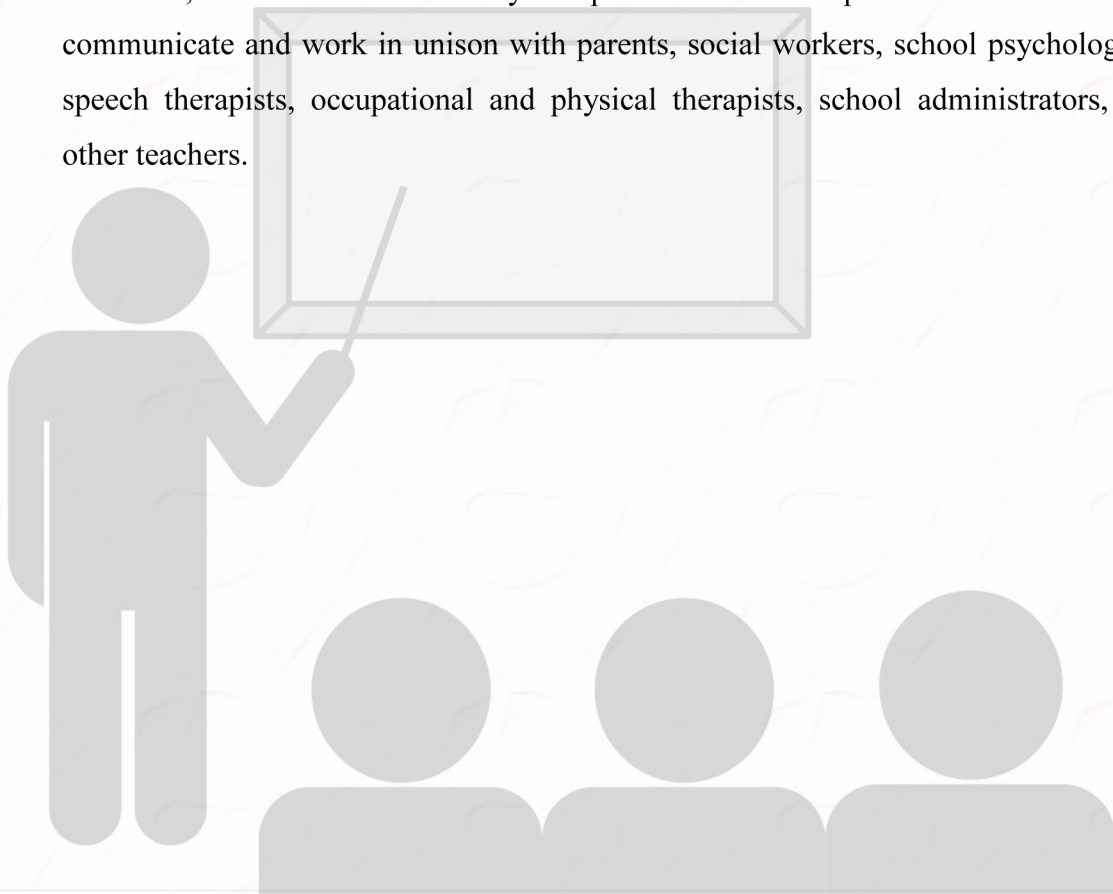 communicate and work in unison with parents, social workers, school psycholog
speech therapists, occupational and physical therapists, school administrators,
other teachers.